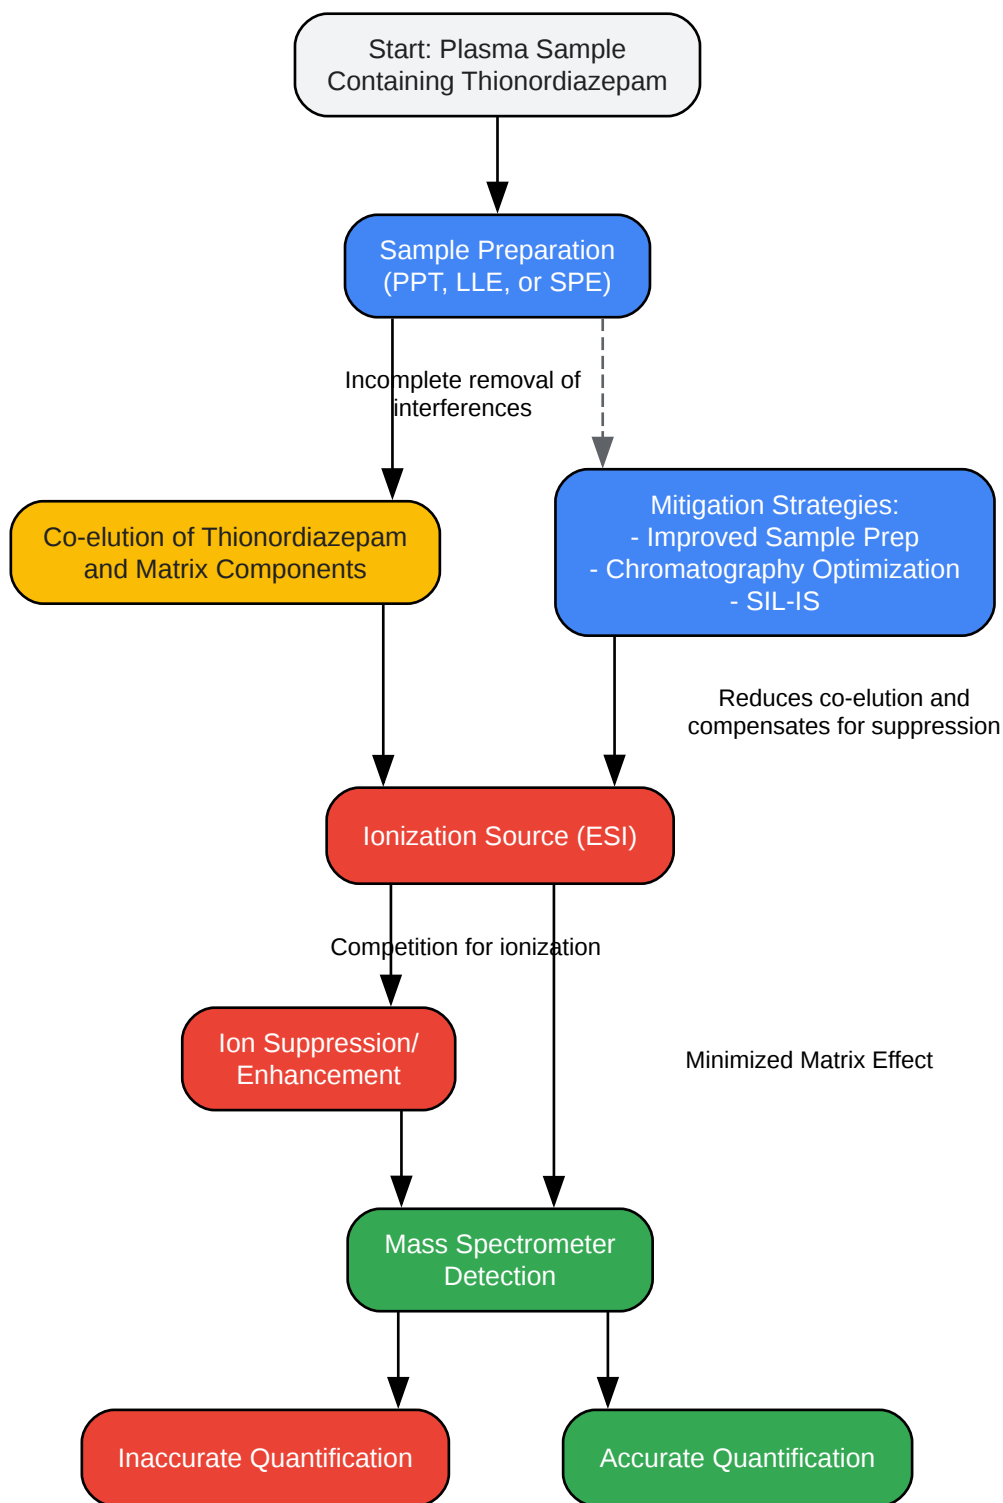 Start: Plasma Sample
Containing Thionordiazepam
Sample Preparation
(PPT, LLE, or SPE)
Incomplete removal of
interferences
Co-elution of Thionordiazepam
and Matrix Components
Mitigation Strategies:
- Improved Sample Prep
- Chromatography Optimization
- SIL-IS
Reduces co-elution and
compensates for suppression
Ionization Source (ESI)
Competition for ionization
Ion Suppression/
Enhancement
Minimized Matrix Effect
Mass Spectrometer
Detection
Inaccurate Quantification
Accurate Quantification